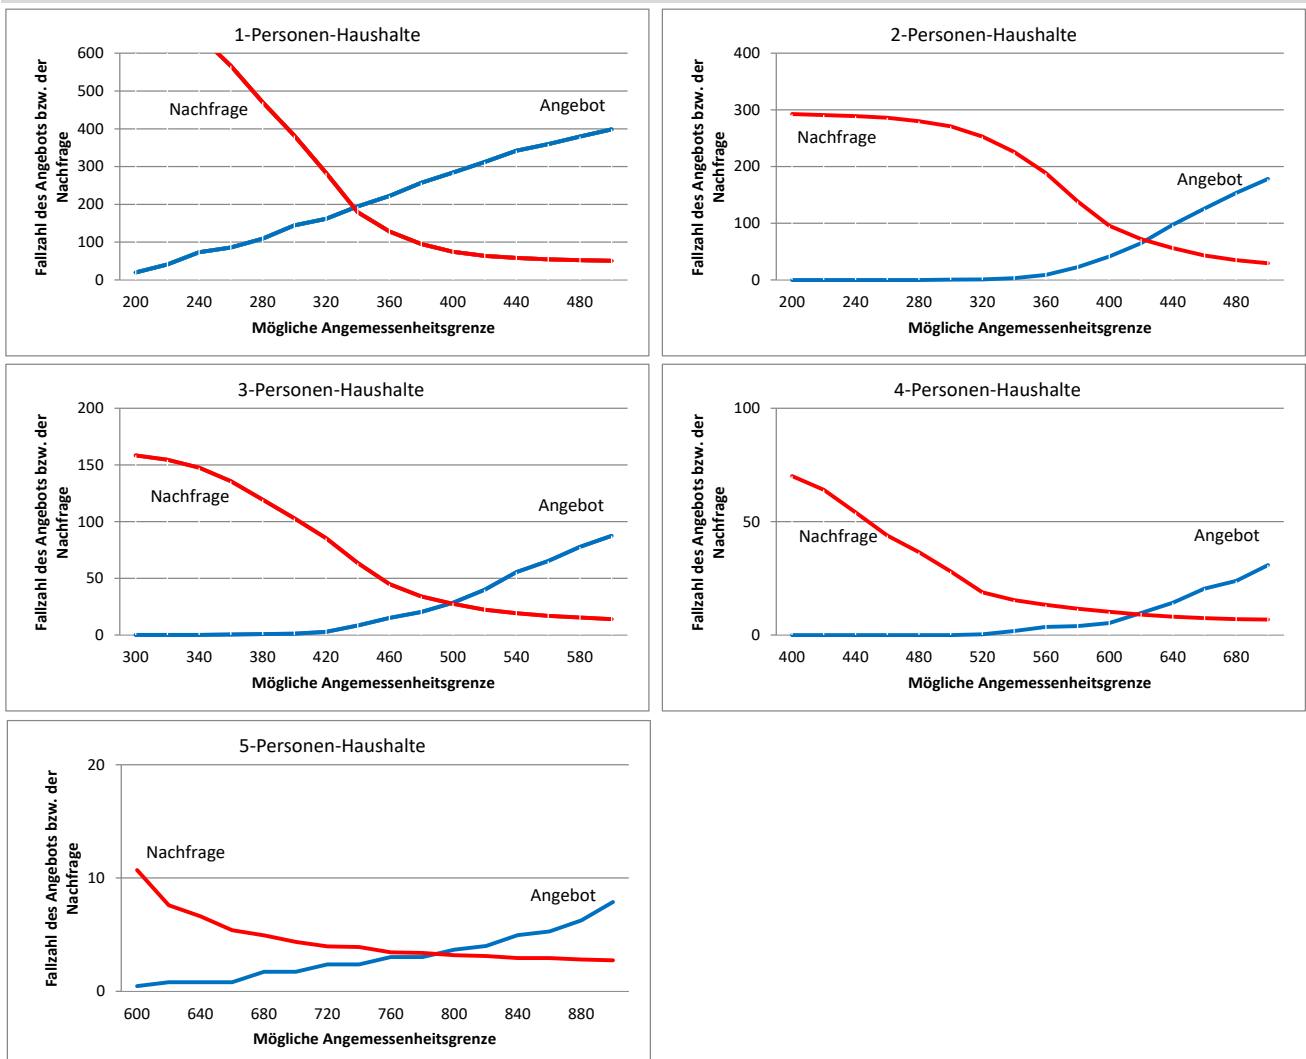 1-Personen-Haushalte
Fallzahl des Angebots bzw. der
Nachfrage
600
500
400
300
200
100
0
Nachfrage
Angebot
200 240 280 320 360 400 440 480
Mögliche Angemessenheitsgrenze
2-Personen-Haushalte
Fallzahl des Angebots bzw. der
Nachfrage
400
300
200
100
0
Nachfrage
Angebot
200 240 280 320 360 400 440 480
Mögliche Angemessenheitsgrenze
3-Personen-Haushalte
Fallzahl des Angebots bzw. der
Nachfrage
200
150
100
50
0
Nachfrage
Angebot
300 340 380 420 460 500 540 580
Mögliche Angemessenheitsgrenze
4-Personen-Haushalte
Fallzahl des Angebots bzw. der
Nachfrage
100
50
0
Nachfrage
Angebot
400 440 480 520 560 600 640 680
Mögliche Angemessenheitsgrenze
5-Personen-Haushalte
Fallzahl des Angebots bzw. der
Nachfrage
20
10
0
Nachfrage
Angebot
600 640 680 720 760 800 840 880
Mögliche Angemessenheitsgrenze